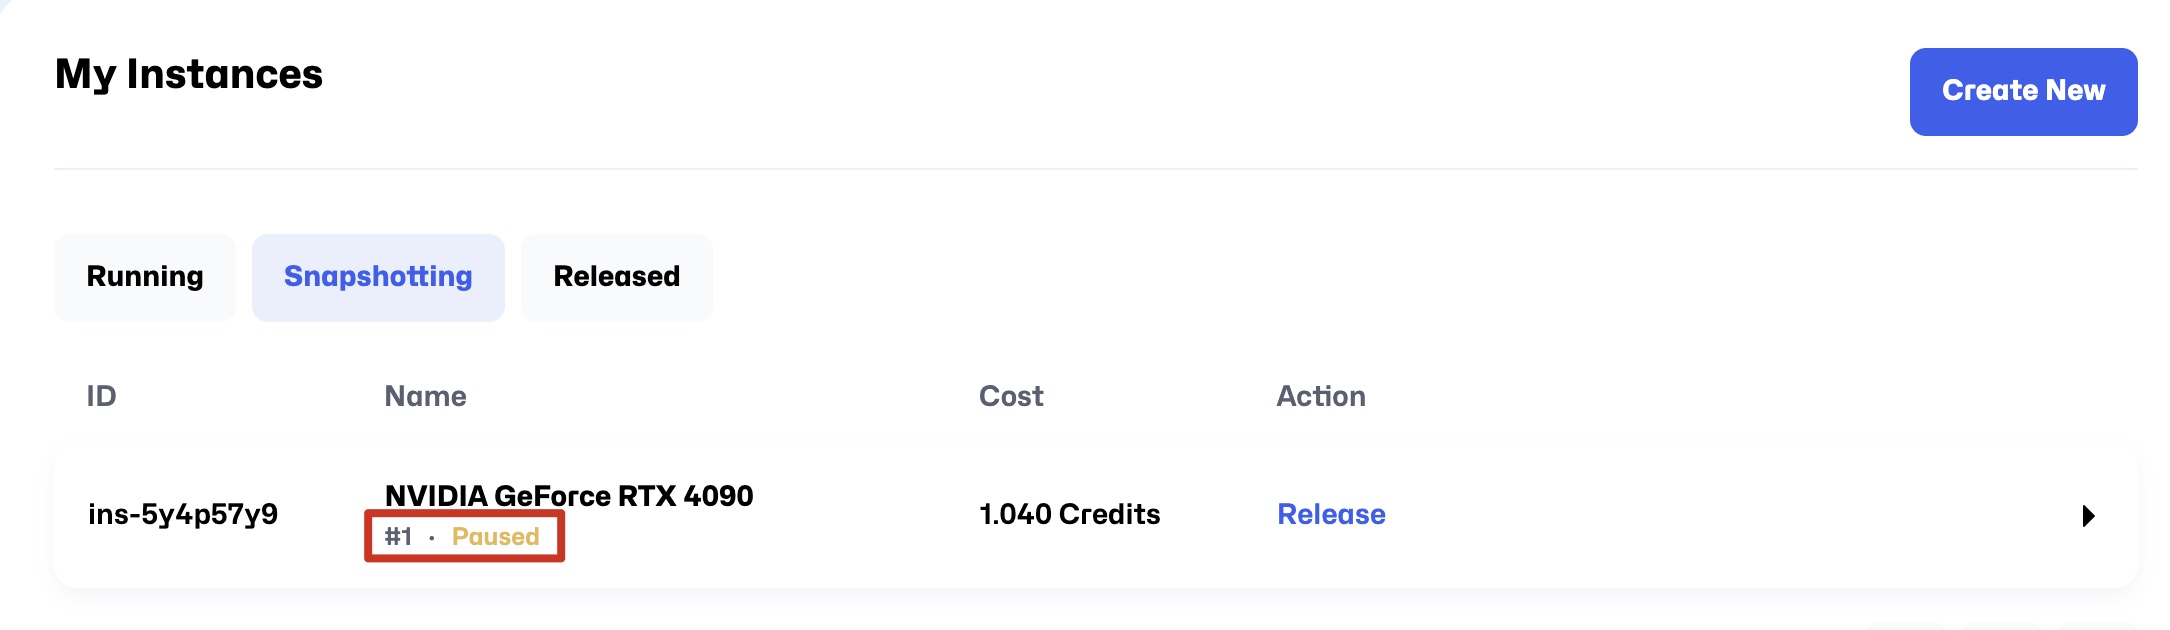 My Instances
Create New
Running Snapshotting Released
ID Name Cost Action
NVIDIA GeForce RTX 4090
ins-5y4p57y9 1.040 Credits Release
#1 · Paused